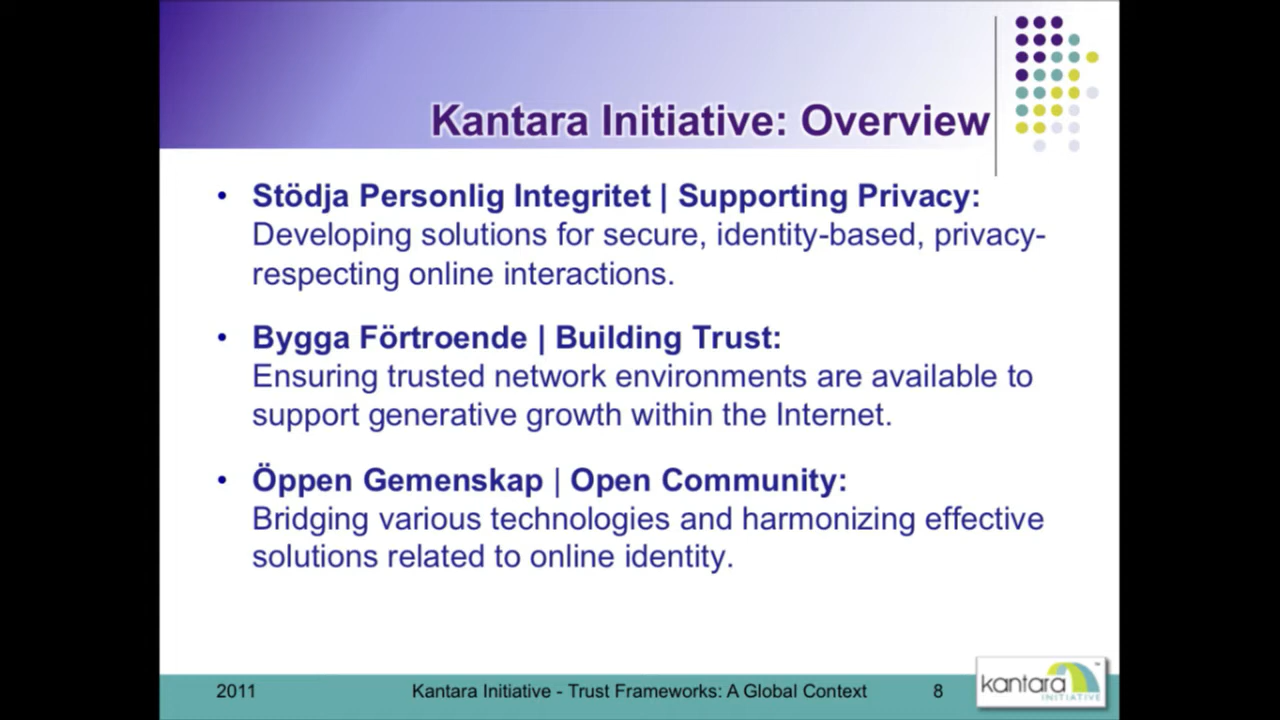 Kantara Initiative: Overview
• Stödja Personlig Integritet | Supporting Privacy:
Developing solutions for secure, identity-based, privacy-
respecting online interactions.
• Bygga Förtroende | Building Trust:
Ensuring trusted network environments are available to
support generative growth within the Internet.
• Öppen Gemenskap | Open Community:
Bridging various technologies and harmonizing effective
solutions related to online identity.
2011 Kantara Initiative - Trust Frameworks: A Global Context 8
kantara ™
INITIATIVE